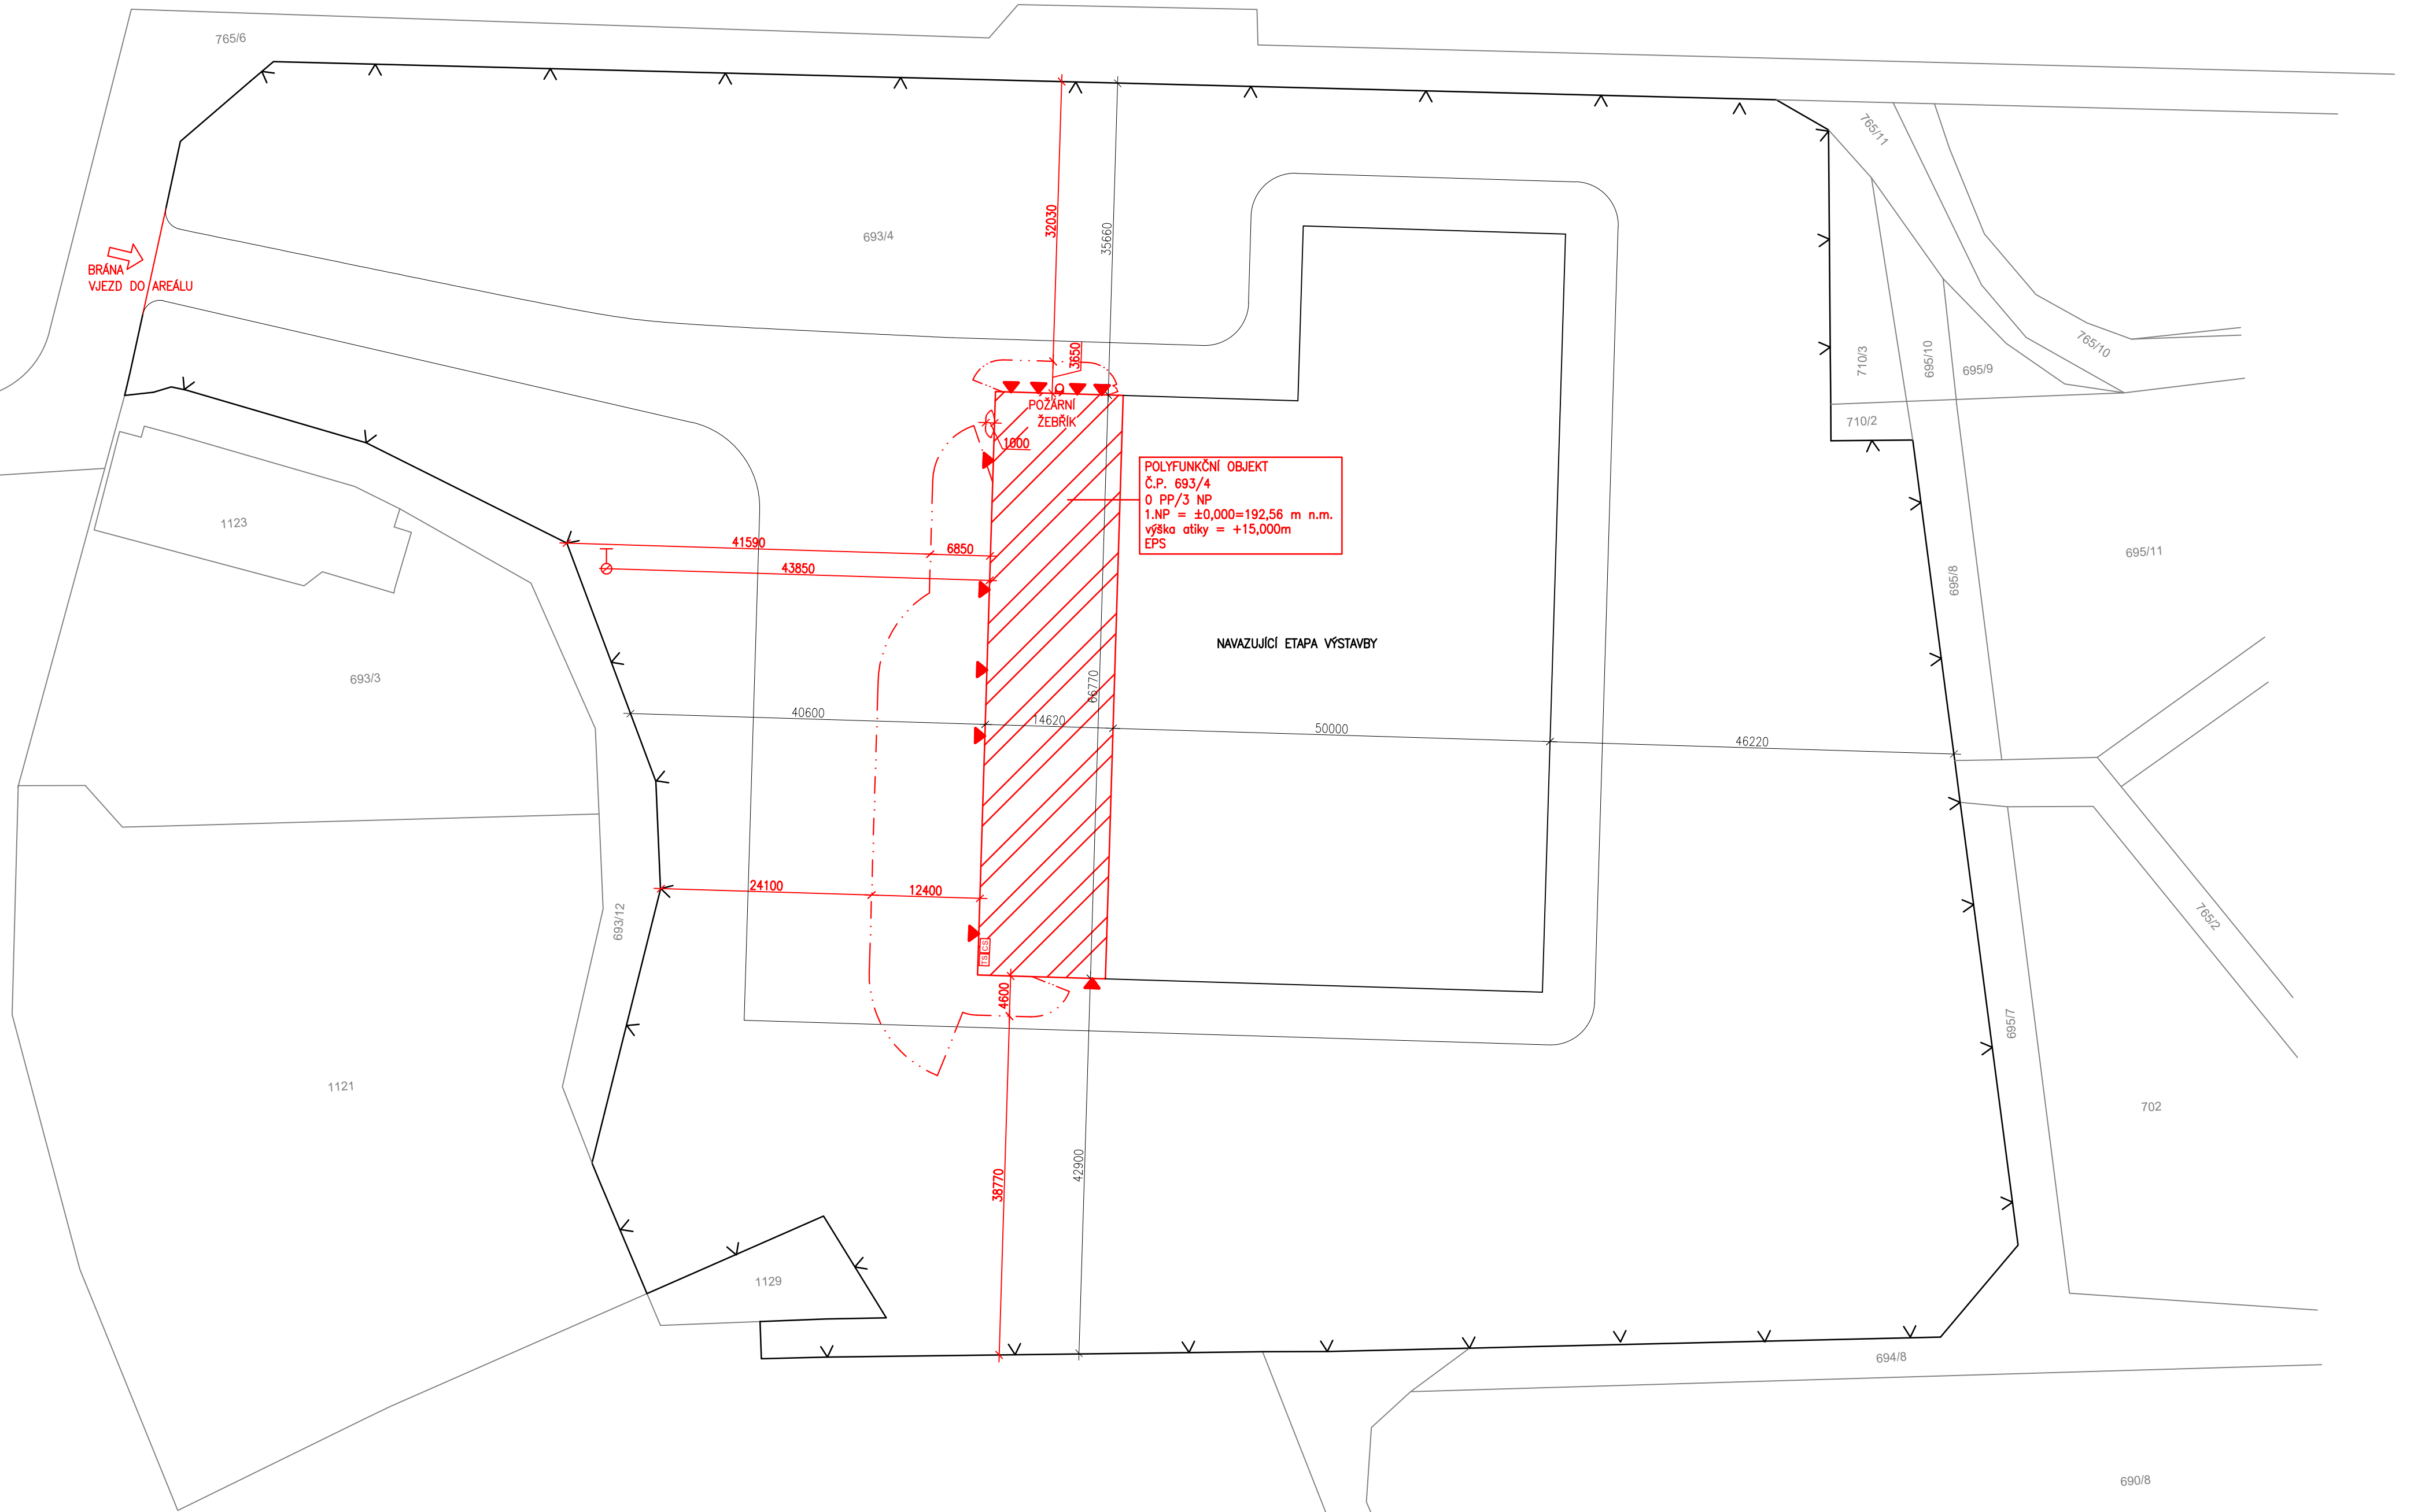 765/6
765/11
693/4
32030
35660
BRÁNA
VJEZD DO AREÁLU
3650
710/3
695/10
695/9
765/10
POŽÁRNÍ
ŽEBŘÍK
710/2
1000
POLYFUNKČNÍ OBJEKT
Č.P. 693/4
0 PP/3 NP
1.NP = ±0,000=192,56 m n.m.
výška atiky = +15,000m
EPS
1123
41590
6850
43850
695/11
695/8
NAVAZUJÍCÍ ETAPA VÝSTAVBY
693/3
66770
40600
14620
50000
46220
24100
12400
693/12
765/2
CS
TS
4600
695/7
1121
702
38770
42900
1129
694/8
690/8